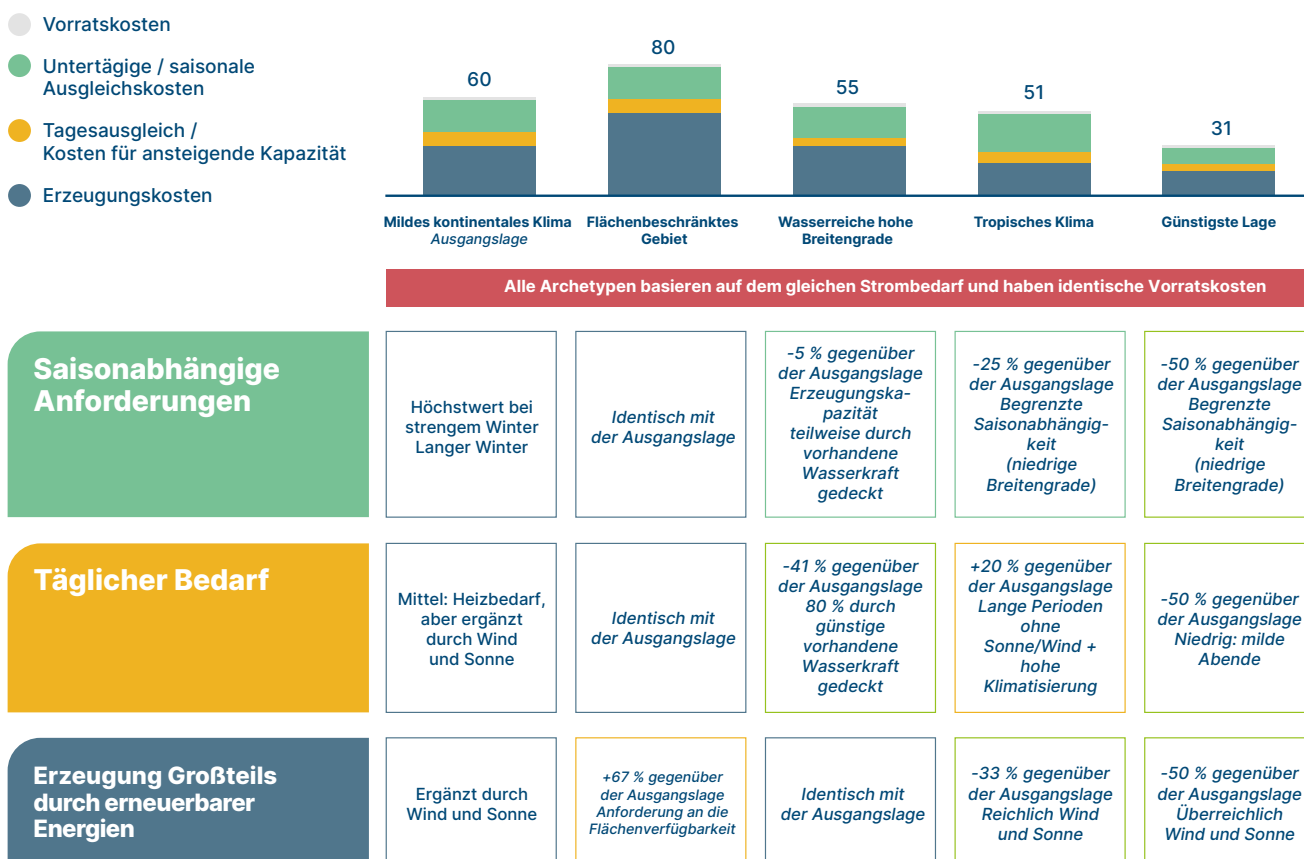 Vorratskosten
Untertägige / saisonale
Ausgleichskosten
Tagesausgleich /
Kosten für ansteigende Kapazität
Erzeugungskosten
60
80
55
51
31
Mildes kontinentales Klima
Ausgangslage
Flächenbeschränktes
Gebiet
Wasserreiche hohe
Breitengrade
Tropisches Klima
Günstigste Lage
Alle Archetypen basieren auf dem gleichen Strombedarf und haben identische Vorratskosten
Saisonabhängige
Anforderungen
Höchstwert bei
strengem Winter
Langer Winter
Identisch mit
der Ausgangslage
-5 % gegenüber
der Ausgangslage
Erzeugungska-
pazität
teilweise durch
vorhandene
Wasserkraft
gedeckt
-25 % gegenüber
der Ausgangslage
Begrenzte
Saisonabhängig-
keit
(niedrige
Breitengrade)
-50 % gegenüber
der Ausgangslage
Begrenzte
Saisonabhängig-
keit
(niedrige
Breitengrade)
Täglicher Bedarf
Mittel: Heizbedarf,
aber ergänzt
durch Wind
und Sonne
Identisch mit
der Ausgangslage
-41 % gegenüber
der Ausgangslage
80 % durch
günstige
vorhandene
Wasserkraft
gedeckt
+20 % gegenüber
der Ausgangslage
Lange Perioden
ohne
Sonne/Wind +
hohe
Klimatisierung
-50 % gegenüber
der Ausgangslage
Niedrig: milde
Abende
Erzeugung Großteils
durch erneuerbarer
Energien
Ergänzt durch
Wind und Sonne
+67 % gegenüber
der Ausgangslage
Anforderung an die
Flächenverfügbarkeit
Identisch mit
der Ausgangslage
-33 % gegenüber
der Ausgangslage
Reichlich Wind
und Sonne
-50 % gegenüber
der Ausgangslage
Überreichlich
Wind und Sonne